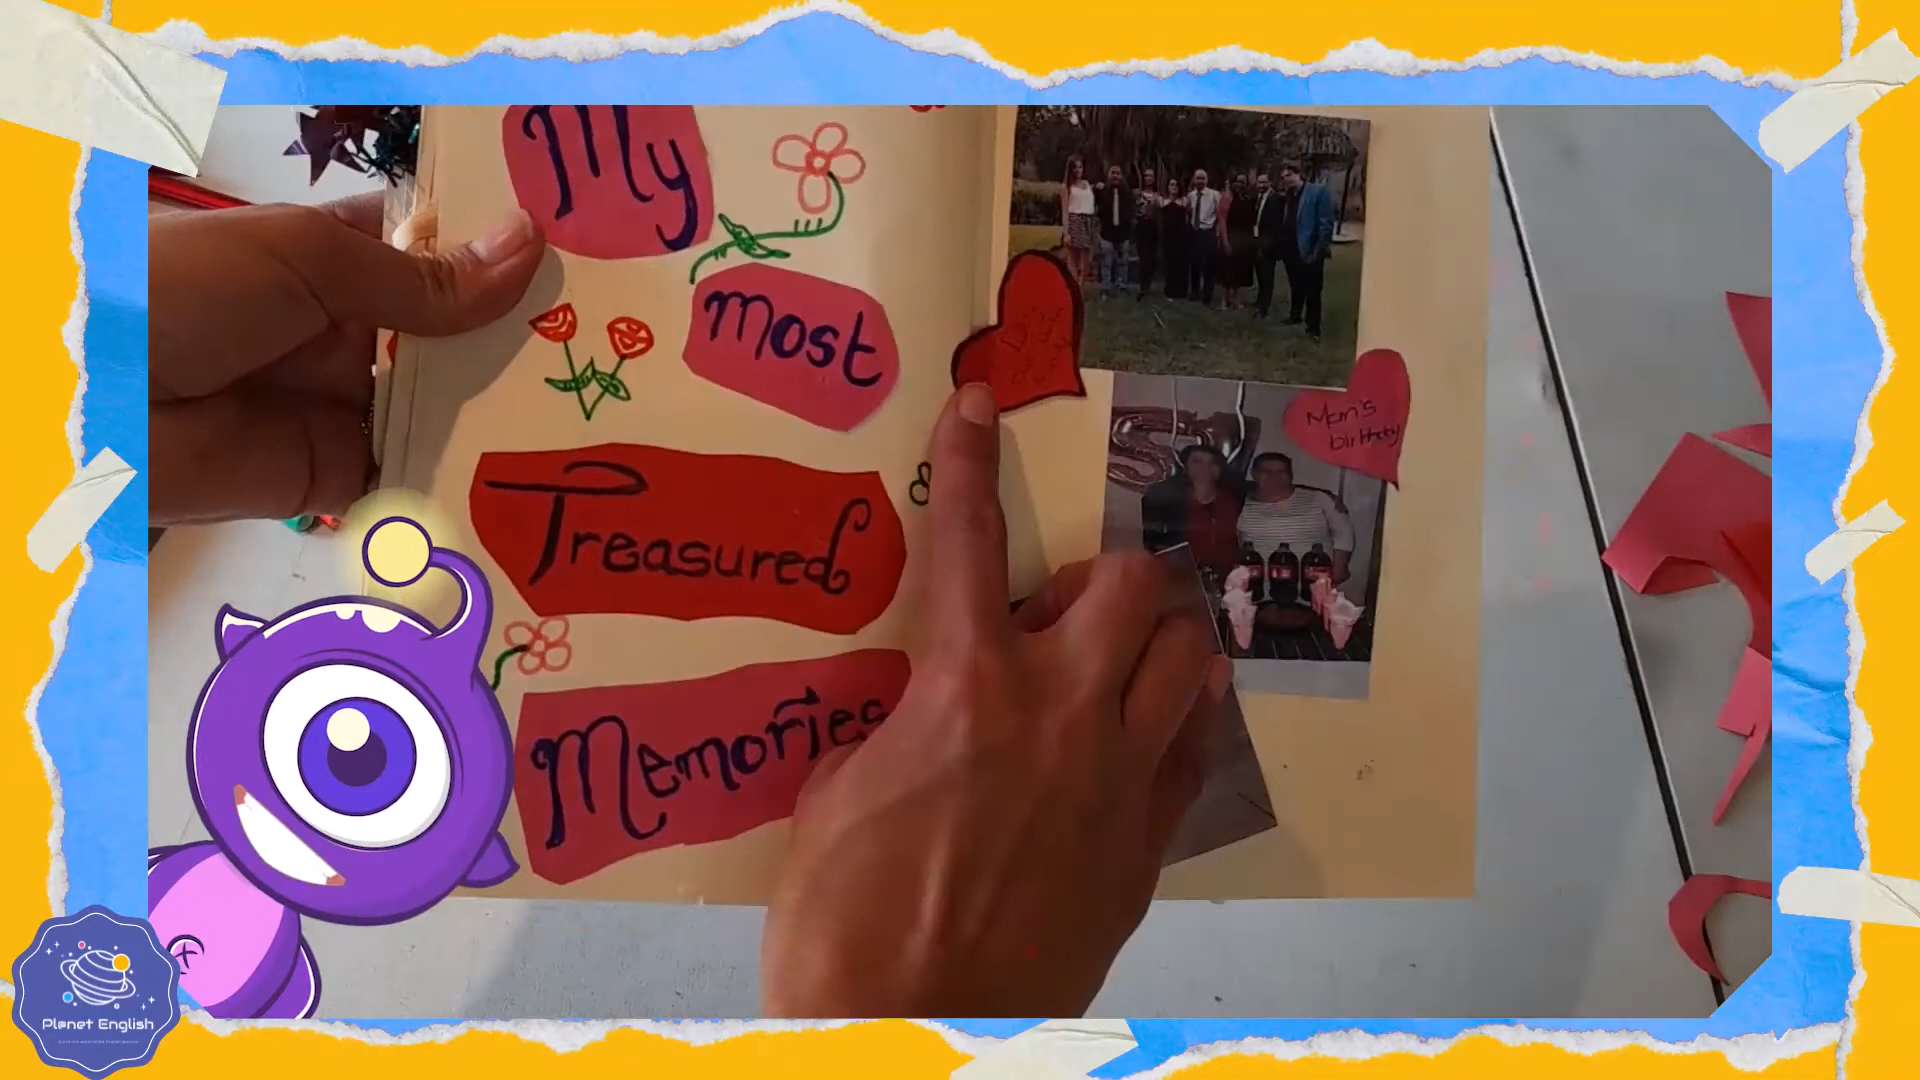 My
most
Treasured
Memories
Mom's
birthday
Planet English